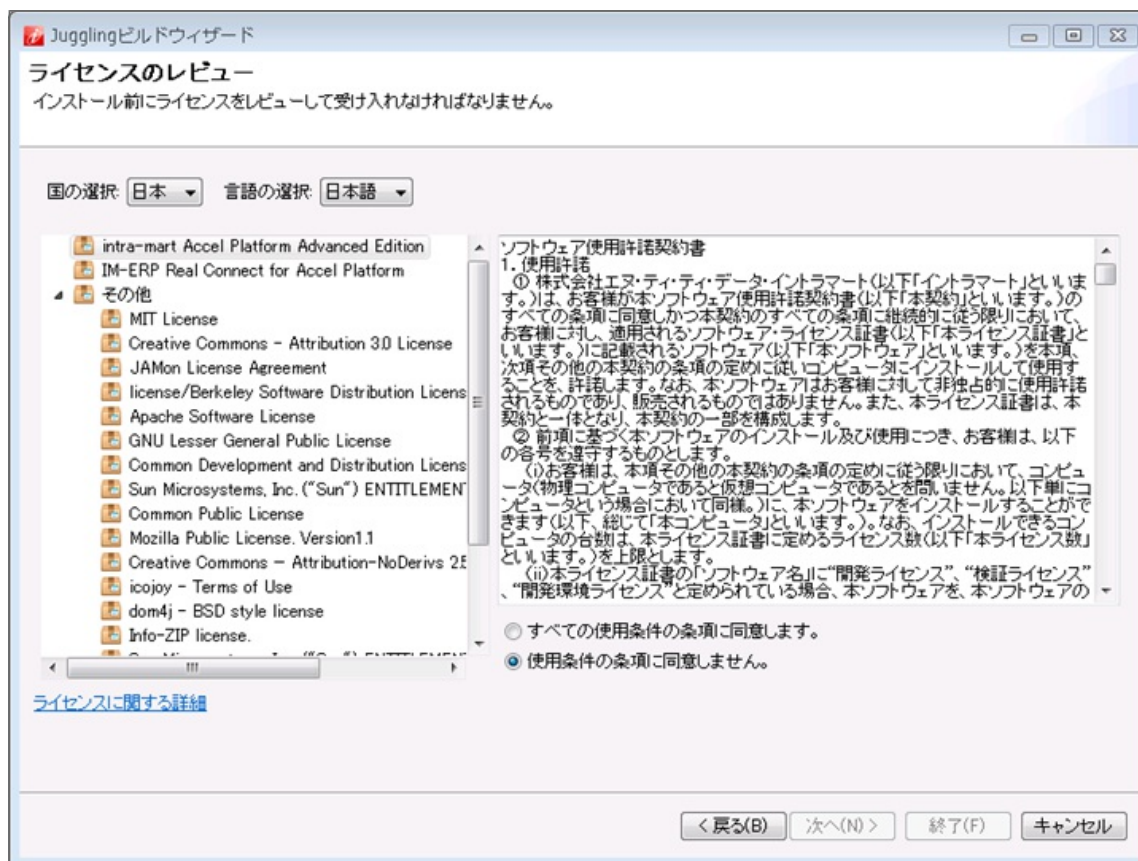 Jugglingビルドウィザード
ライセンスのレビュー
インストール前にライセンスをレビューして受け入れなければなりません。
国の選択: 日本 言語の選択: 日本語
intra-mart Accel Platform Advanced Edition
IM-ERP Real Connect for Accel Platform
その他
MIT License
Creative Commons - Attribution 3.0 License
JAMon License Agreement
license/Berkeley Software Distribution Licens
Apache Software License
GNU Lesser General Public License
Common Development and Distribution Licens
Sun Microsystems, Inc. ("Sun") ENTITLEMEN
Common Public License
Mozilla Public License. Version1.1
Creative Commons — Attribution-NoDerivs 2.5
icojoy - Terms of Use
dom4j - BSD style license
Info-ZIP license.
ソフトウェア使用許諾契約書
1. 使用許諾
① 株式会社エヌ・ティ・ティ・データ・イントラマート(以下「イントラマート」といいま
す。)は、お客様が本ソフトウェア使用許諾契約書(以下「本契約」といいます。)の
すべての条項に同意しかつ本契約のすべての条項に継続的に従う限りにおいて、
お客様に対し、適用されるソフトウェア・ライセンス証書(以下「本ライセンス証書」と
いいます。)に記載されるソフトウェア(以下「本ソフトウェア」といいます。)を本項、
次項その他の本契約の条項の定めに従いコンピュータにインストールして使用す
ることを、許諾します。なお、本ソフトウェアはお客様に対して非独占的に使用許諾
されるものであり、販売されるものではありません。また、本ライセンス証書は、本
契約と一体となり、本契約の一部を構成します。
② 前項に基づく本ソフトウェアのインストール及び使用につき、お客様は、以下
の各号を遵守するものとします。
(i)お客様は、本項その他の本契約の条項の定めに従う限りにおいて、コンピュ
ータ(物理コンピュータであると仮想コンピュータであるとを問いません。以下単にコ
ンピュータという場合において同様。)に、本ソフトウェアをインストールすることがで
きます(以下、総じて「本コンピュータ」といいます。)。なお、インストールできるコン
ピュータの台数は、本ライセンス証書に定めるライセンス数(以下「本ライセンス数」
といいます。)を上限とします。
(ii)本ライセンス証書の「ソフトウェア名」に“開発ライセンス”、“検証ライセンス”
、“開発環境ライセンス”と定められている場合、本ソフトウェアを、本ソフトウェアの
すべての使用条件の条項に同意します。
使用条件の条項に同意しません。
ライセンスに関する詳細
< 戻る(B) 次へ(N) > 終了(F) キャンセル